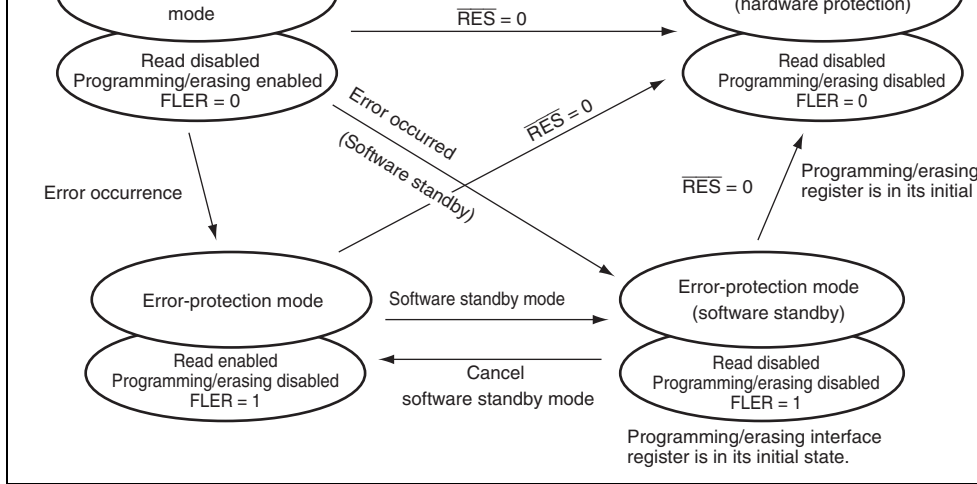 mode
Read disabled
Programming/erasing enabled
FLER = 0
RES = 0
(hardware protection)
Read disabled
Programming/erasing disabled
FLER = 0
Error occurred
(Software standby)
RES = 0
Error occurrence
RES = 0
Programming/erasing
register is in its initial
Error-protection mode
Read enabled
Programming/erasing disabled
FLER = 1
Software standby mode
Cancel
software standby mode
Error-protection mode
(software standby)
Read disabled
Programming/erasing disabled
FLER = 1
Programming/erasing interface
register is in its initial state.